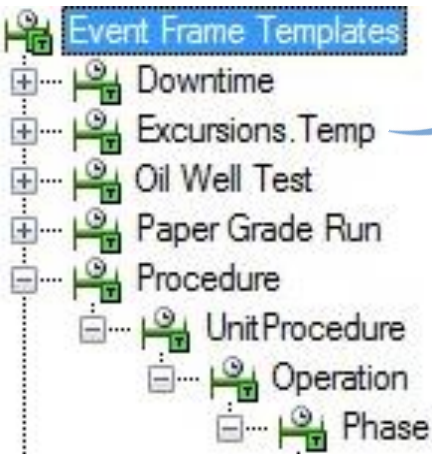 Event Frame Templates
Downtime
Excursions.Temp
Oil Well Test
Paper Grade Run
Procedure
UnitProcedure
Operation
Phase